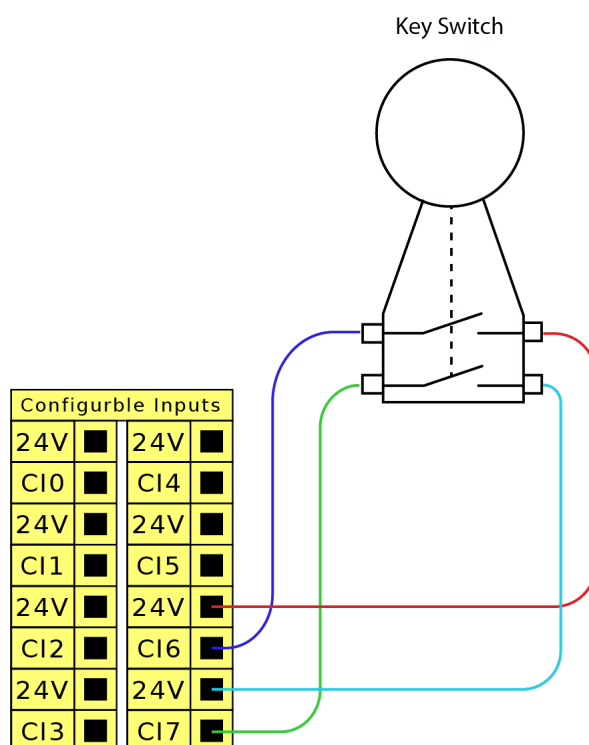 Key Switch
Configurble Inputs
24V 24V
CI0 CI4
24V 24V
CI1 CI5
24V 24V
CI2 CI6
24V 24V
CI3 CI7